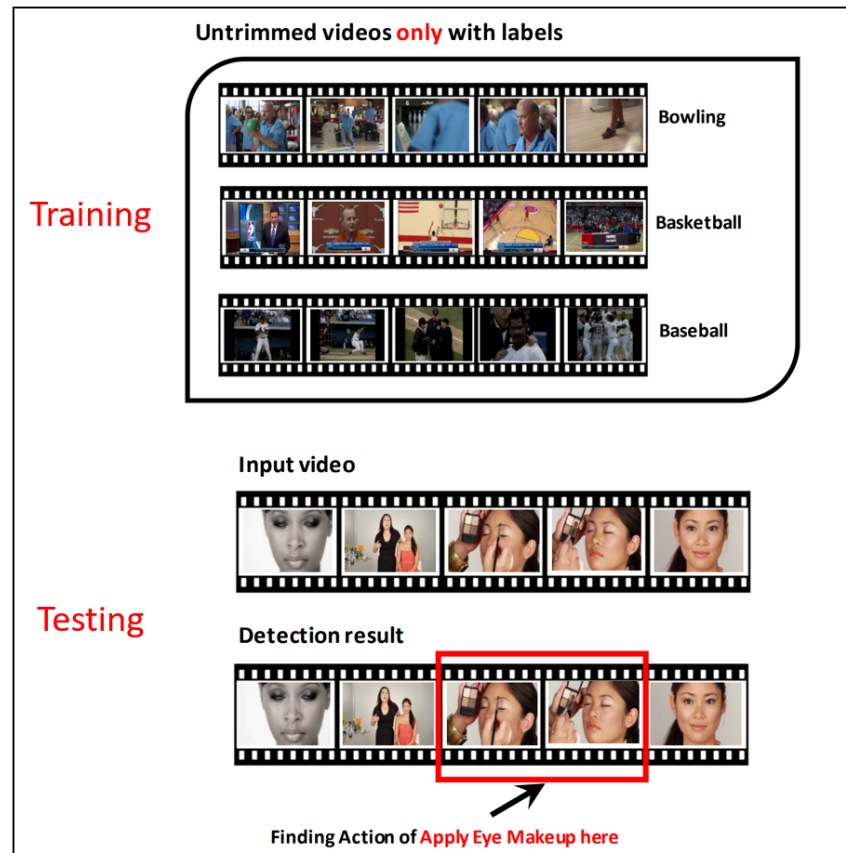 Untrimmed videos only with labels
Bowling
Training
Basketball
Baseball
Input video
Testing
Detection result
Finding Action of Apply Eye Makeup here